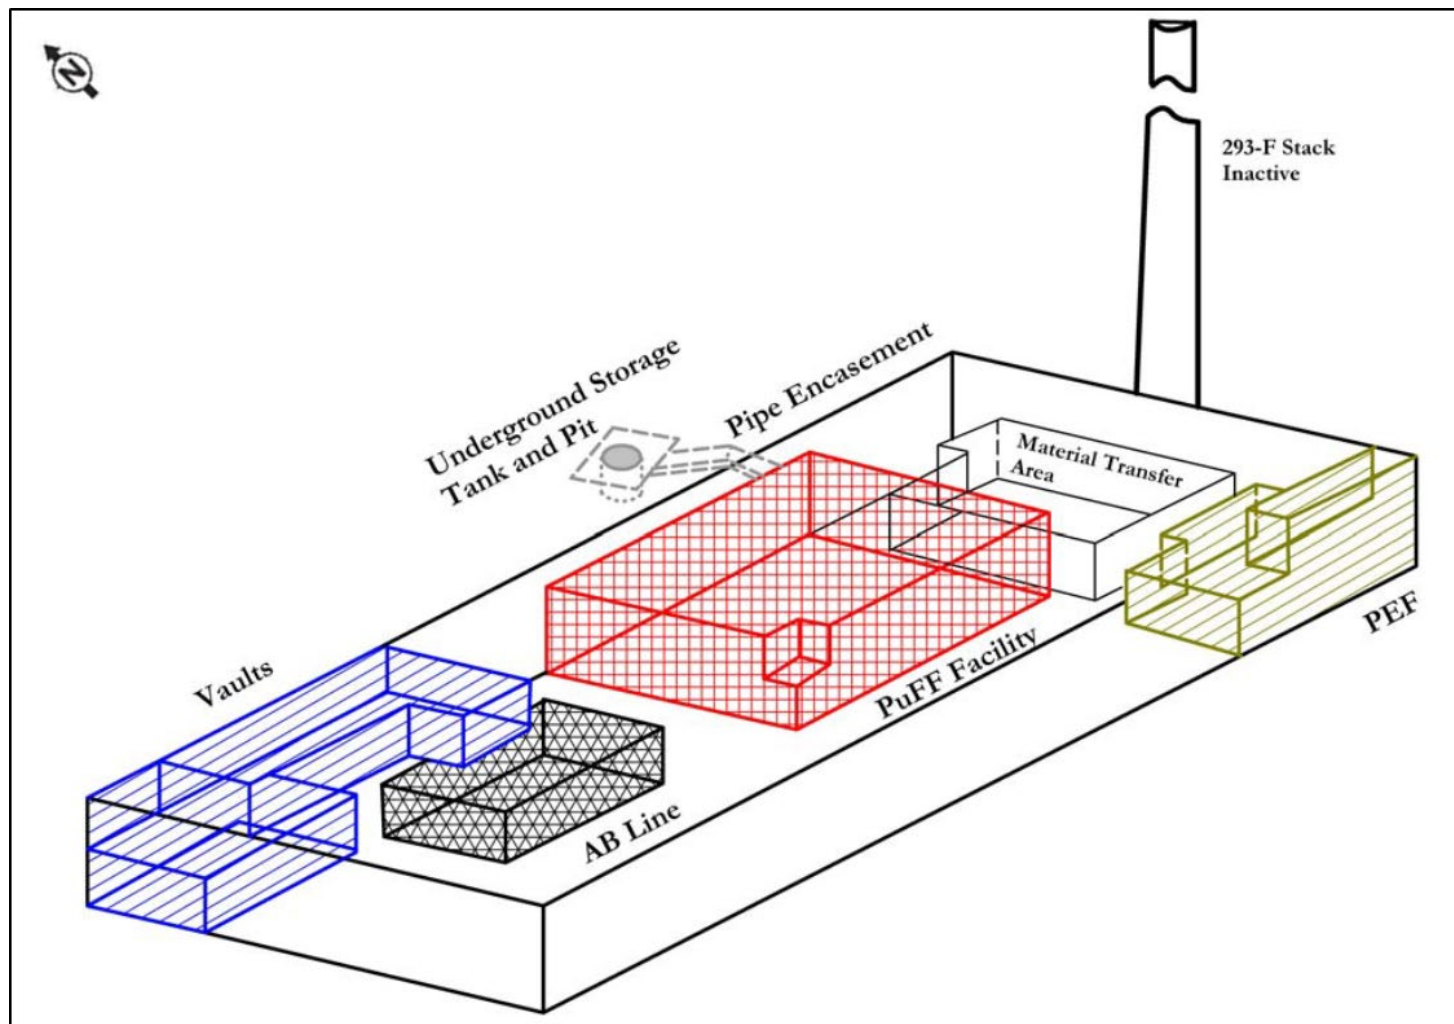 N
293-F Stack
Inactive
Underground Storage
Tank and Pit
Pipe Encasement
Material Transfer
Area
Vaults
PuFF Facility
PEF
AB Line